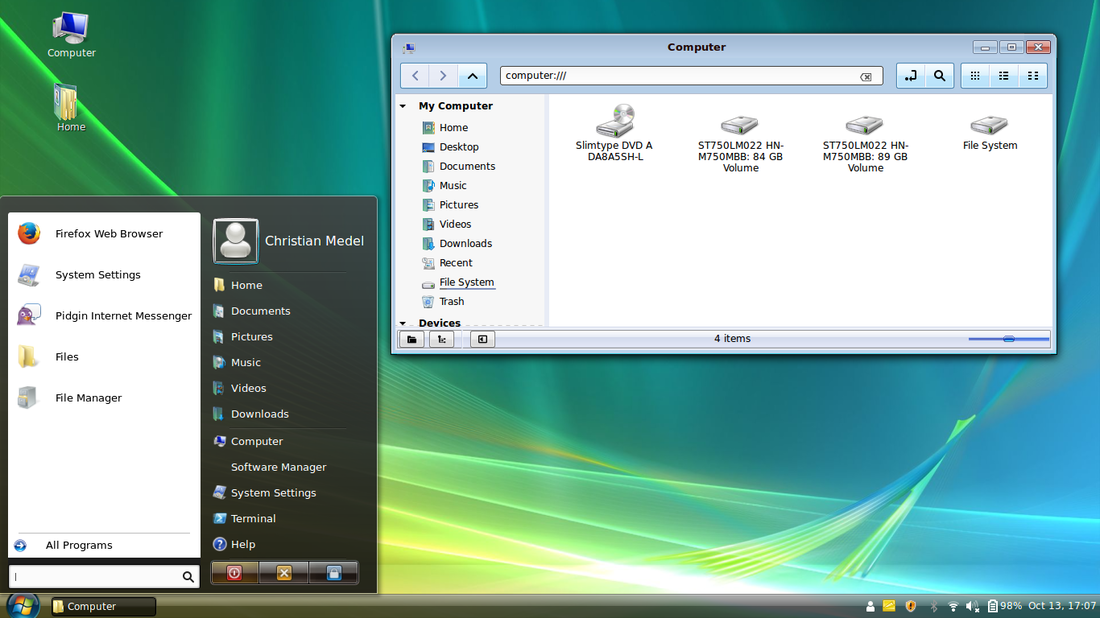 Computer
Home
Computer
computer:///
My Computer
Home
Desktop
Documents
Music
Pictures
Videos
Downloads
Recent
File System
Trash
Devices
Slimtype DVD A
DA8A5SH-L
ST750LM022 HN-
M750MBB: 84 GB
Volume
ST750LM022 HN-
M750MBB: 89 GB
Volume
File System
4 items
Firefox Web Browser
System Settings
Pidgin Internet Messenger
Files
File Manager
All Programs
Christian Medel
Home
Documents
Pictures
Music
Videos
Downloads
Computer
Software Manager
System Settings
Terminal
Help
Computer
98% Oct 13, 17:07